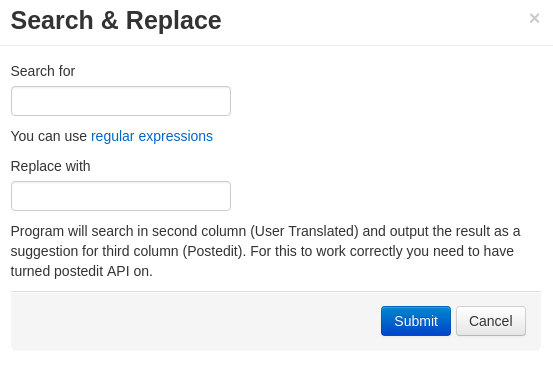 Search & Replace
×
Search for
You can use regular expressions
Replace with
Program will search in second column (User Translated) and output the result as a
suggestion for third column (Postedit). For this to work correctly you need to have
turned postedit API on.
Submit Cancel